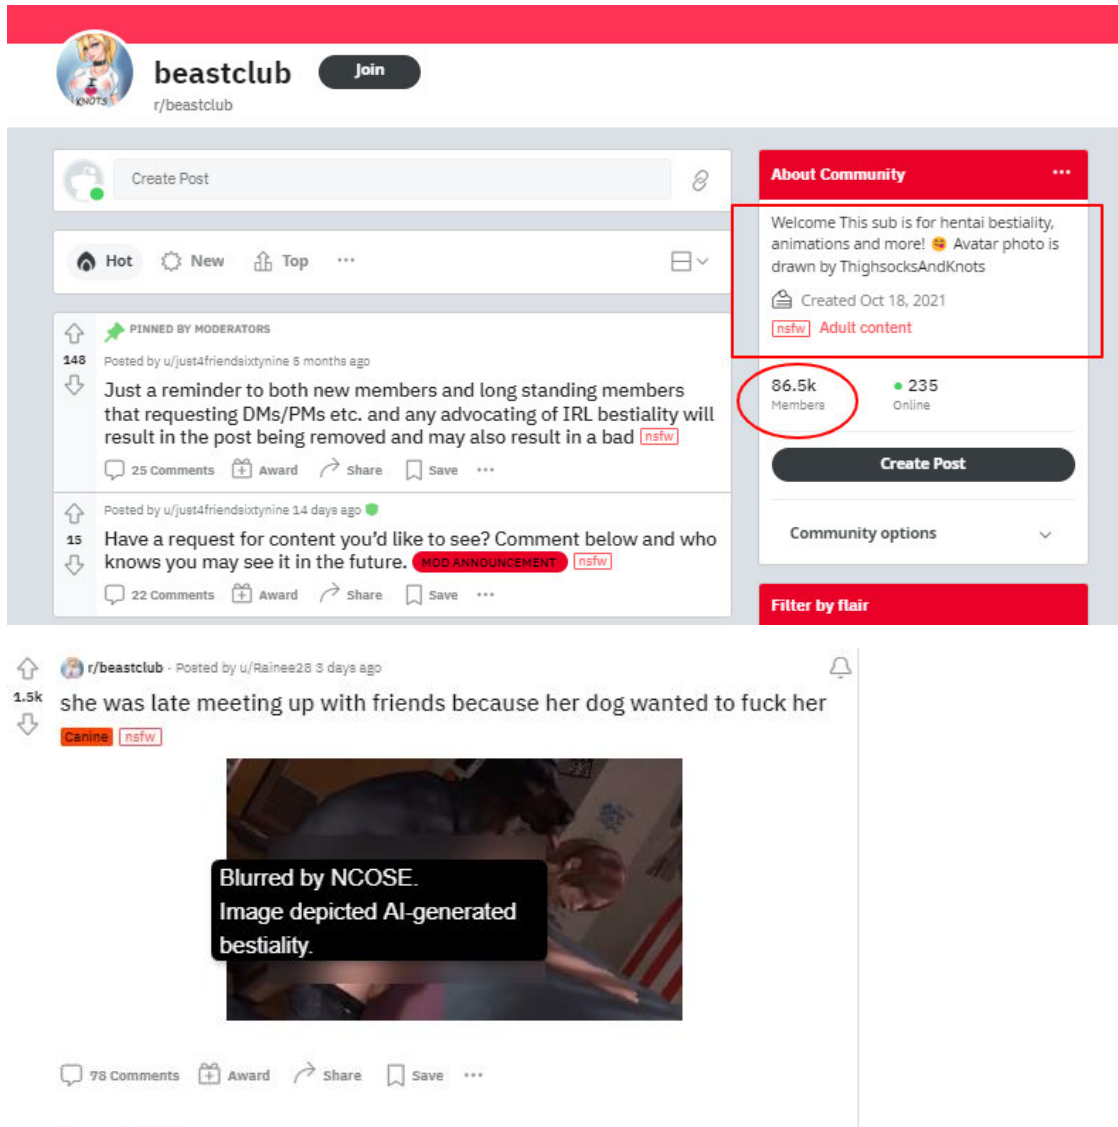 KNOTS
beastclub
Join
r/beastclub
Create Post
Hot
New
Top
PINNED BY MODERATORS
148
Posted by u/just4friendsixtynine 5 months ago
Just a reminder to both new members and long standing members
that requesting DMs/PMs etc. and any advocating of IRL bestiality will
result in the post being removed and may also result in a bad nsfw
25 Comments Award Share Save
Posted by u/just4friendsixtynine 14 days ago
15
Have a request for content you’d like to see? Comment below and who
knows you may see it in the future. MOD ANNOUNCEMENT nsfw
22 Comments Award Share Save
About Community
Welcome This sub is for hentai bestiality,
animations and more! 😋 Avatar photo is
drawn by ThighsocksAndKnots
Created Oct 18, 2021
nsfw Adult content
86.5k 235
Members Online
Create Post
Community options
Filter by flair
r/beastclub · Posted by u/Rainee28 3 days ago
1.5k
she was late meeting up with friends because her dog wanted to fuck her
Canine nsfw
Blurred by NCOSE.
Image depicted AI-generated
bestiality.
78 Comments Award Share Save